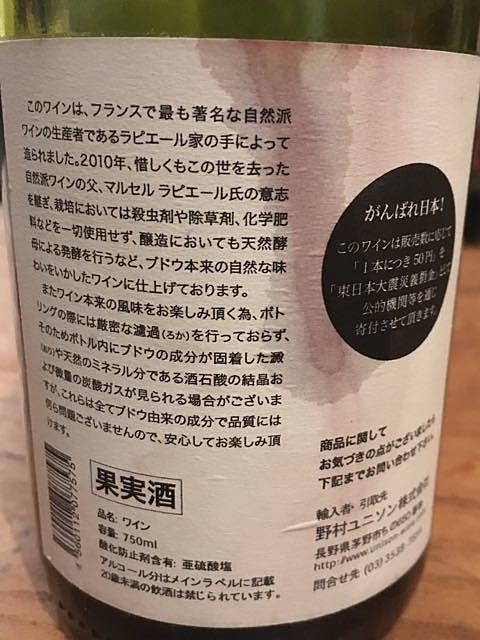 このワインは、フランスで最も著名な自然派
ワインの生産者であるラピエール家の手によって
造られました。2010年、惜しくもこの世を去った
自然派ワインの父、マルセル ラピエール氏の意志
を継ぎ、栽培においては殺虫剤や除草剤、化学肥
料などを一切使用せず、醸造においても天然酵
母による発酵を行うなど、ブドウ本来の自然な味
わいをいかしたワインに仕上げております。
またワイン本来の風味をお楽しみ頂く為、ボト
リングの際には厳密な濾過(ろか)を行っておらず、
そのためボトル内にブドウの成分が固着した澱
(おり)や天然のミネラル分である酒石酸の結晶お
よび微量の炭酸ガスが見られる場合がございま
すが、これらは全てブドウ由来の成分で品質には
何ら問題ございませんので、安心してお楽しみ頂
けます。
がんばれ日本!
このワインは販売数に応じて
「1本につき50円」を
「東日本大震災義援金」として
公的機関等を通じ
寄付させて頂きます。
果実酒
品名: ワイン
容量: 750ml
酸化防止剤含有: 亜硫酸塩
アルコール分はメインラベルに記載
20歳未満の飲酒は禁じられています。
商品に関して
お気づきの点がございましたら
下記までお問い合わせ下さい。
輸入者・引取先
野村ユニソン株式会社
長野県茅野市ちの650番地
http://www.unison-wine
問合せ先 (03) 3538-78